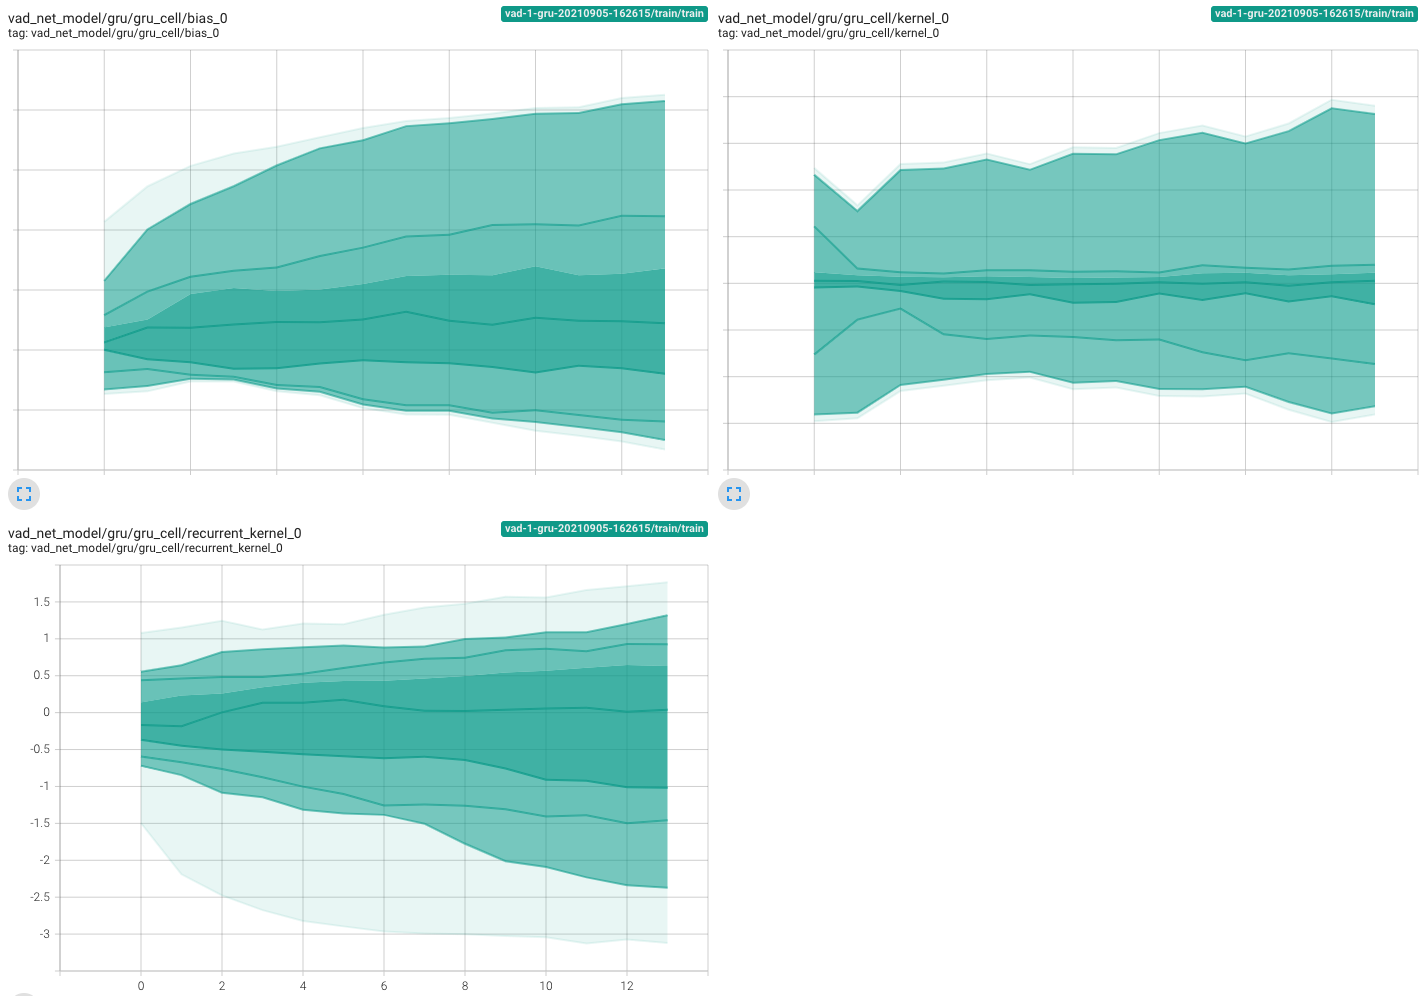 vad_net_model/gru/gru_cell/bias_0
vad-1-gru-20210905-162615/train/train
tag: vad_net_model/gru/gru_cell/bias_0
vad_net_model/gru/gru_cell/kernel_0
vad-1-gru-20210905-162615/train/train
tag: vad_net_model/gru/gru_cell/kernel_0
vad_net_model/gru/gru_cell/recurrent_kernel_0
vad-1-gru-20210905-162615/train/train
tag: vad_net_model/gru/gru_cell/recurrent_kernel_0
1.5
1
0.5
0
-0.5
-1
-1.5
-2
-2.5
-3
0 2 4 6 8 10 12